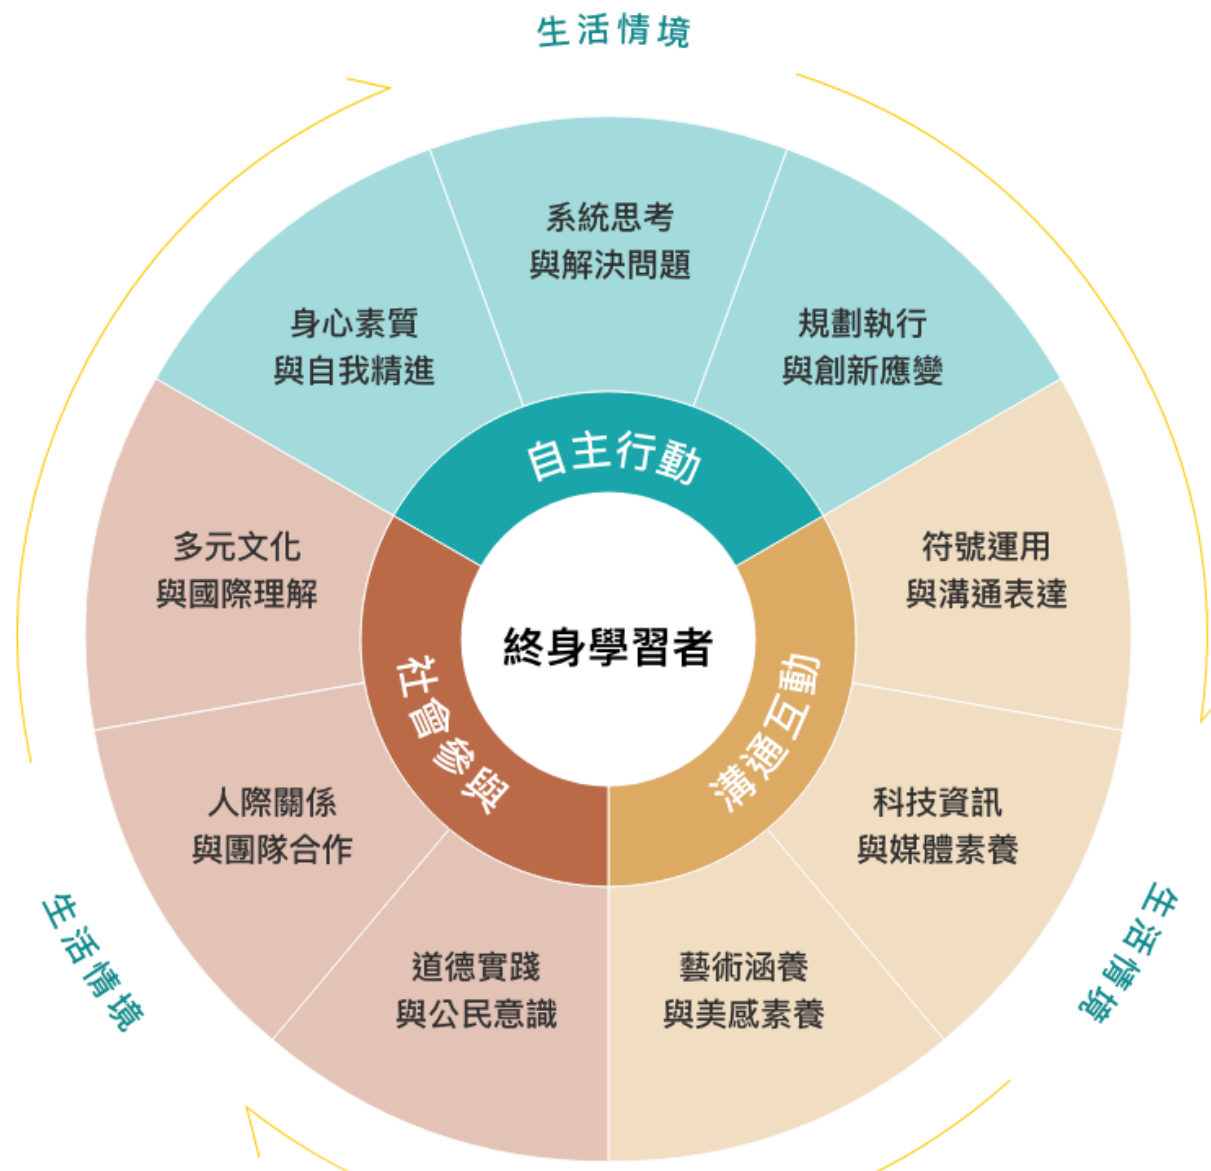 生活情境
系統思考
與解決問題
身心素質
與自我精進
規劃執行
與創新應變
自主行動
多元文化
與國際理解
符號運用
與溝通表達
終身學習者
社會參與
溝通互動
人際關係
與團隊合作
科技資訊
與媒體素養
生活情境
生活情境
道德實踐
與公民意識
藝術涵養
與美感素養